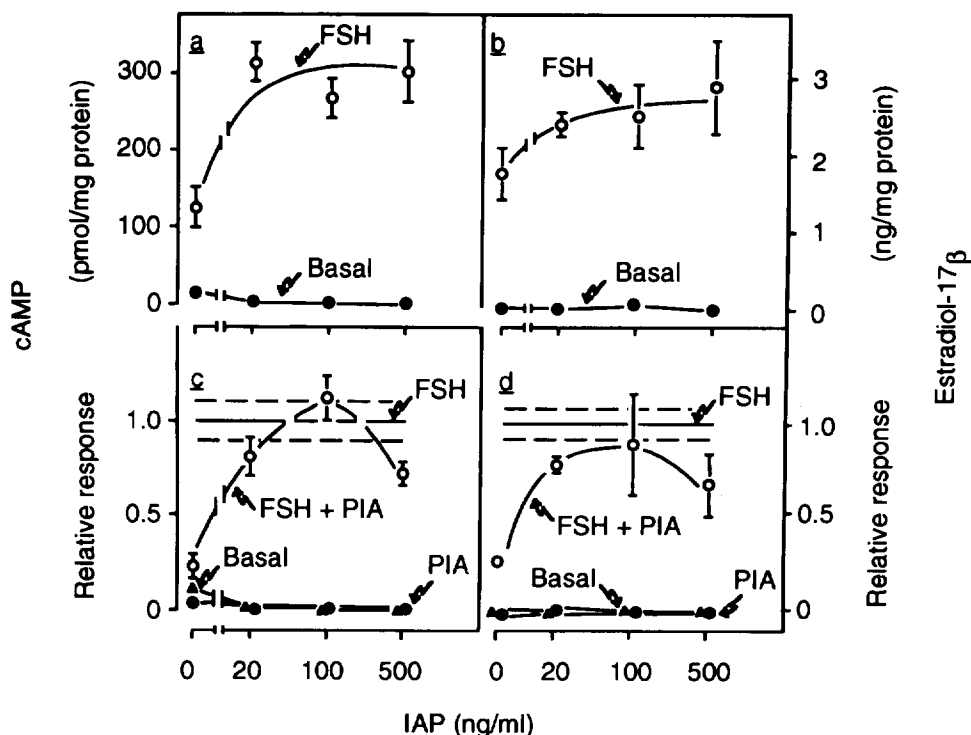 a
FSH
300
200
100
0
Basal
(pmol/mg protein)
cAMP
b
FSH
3
2
1
0
Basal
(ng/mg protein)
Estradiol-17β
c
FSH
1.0
0.5
0
FSH + PIA
Basal
PIA
Relative response
d
FSH
1.0
0.5
0
FSH + PIA
Basal
PIA
Relative response
0 20 100 500
0 20 100 500
IAP (ng/ml)